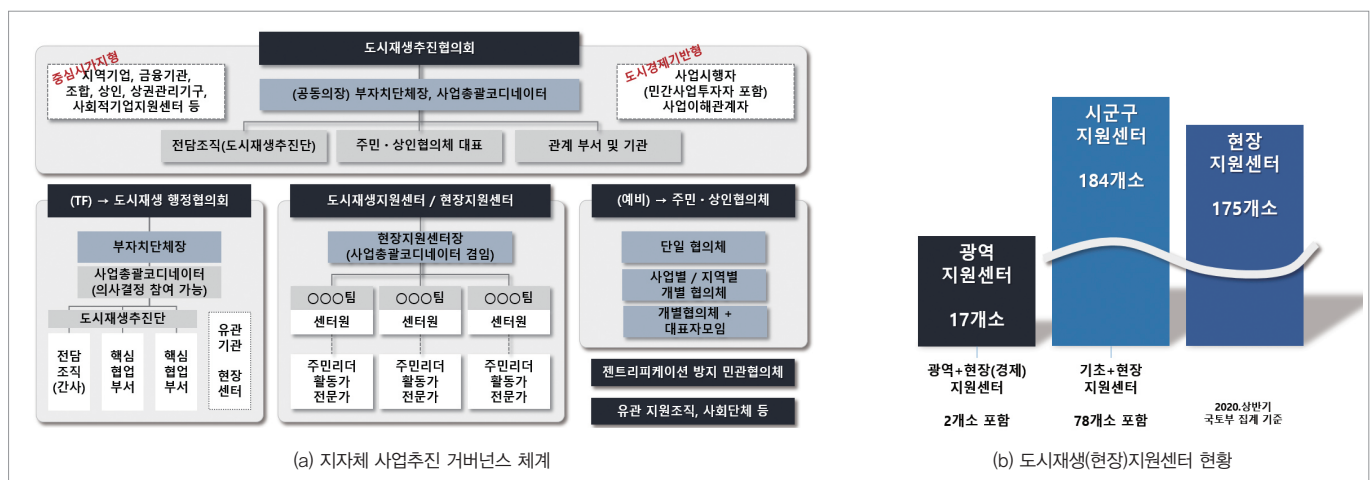 도시재생추진협의회
중심시가지형
지역기업, 금융기관,
조합, 상인, 상권관리기구,
사회적기업지원센터 등
(공동의장) 부자치단체장, 사업총괄코디네이터
도시경제기반형
사업시행자
(민간사업투자자 포함)
사업이해관계자
전담조직(도시재생추진단)
주민·상인협의체 대표
관계 부서 및 기관
(TF) → 도시재생 행정협의회
부자치단체장
사업총괄코디네이터
(의사결정 참여 가능)
도시재생추진단
전담
조직
(간사)
핵심
협업
부서
핵심
협업
부서
유관
기관
현장
센터
도시재생지원센터 / 현장지원센터
현장지원센터장
(사업총괄코디네이터 겸임)
○○○팀
센터원
○○○팀
센터원
○○○팀
센터원
주민리더
활동가
전문가
주민리더
활동가
전문가
주민리더
활동가
전문가
(예비) → 주민·상인협의체
단일 협의체
사업별 / 지역별
개별 협의체
개별협의체 +
대표자모임
젠트리피케이션 방지 민관협의체
유관 지원조직, 사회단체 등
(a) 지자체 사업추진 거버넌스 체계
광역
지원센터
17개소
시군구
지원센터
184개소
현장
지원센터
175개소
광역+현장(경제)
지원센터
2개소 포함
기초+현장
지원센터
78개소 포함
2020.상반기
국토부 집계 기준
(b) 도시재생(현장)지원센터 현황